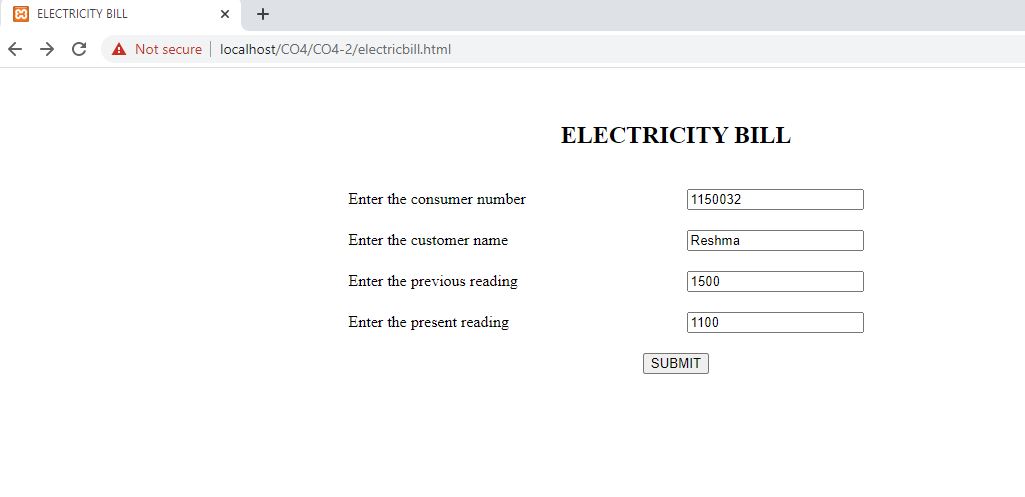 ELECTRICITY BILL
Not secure localhost/CO4/CO4-2/electricbill.html
ELECTRICITY BILL
Enter the consumer number 1150032
Enter the customer name Reshma
Enter the previous reading 1500
Enter the present reading 1100
SUBMIT